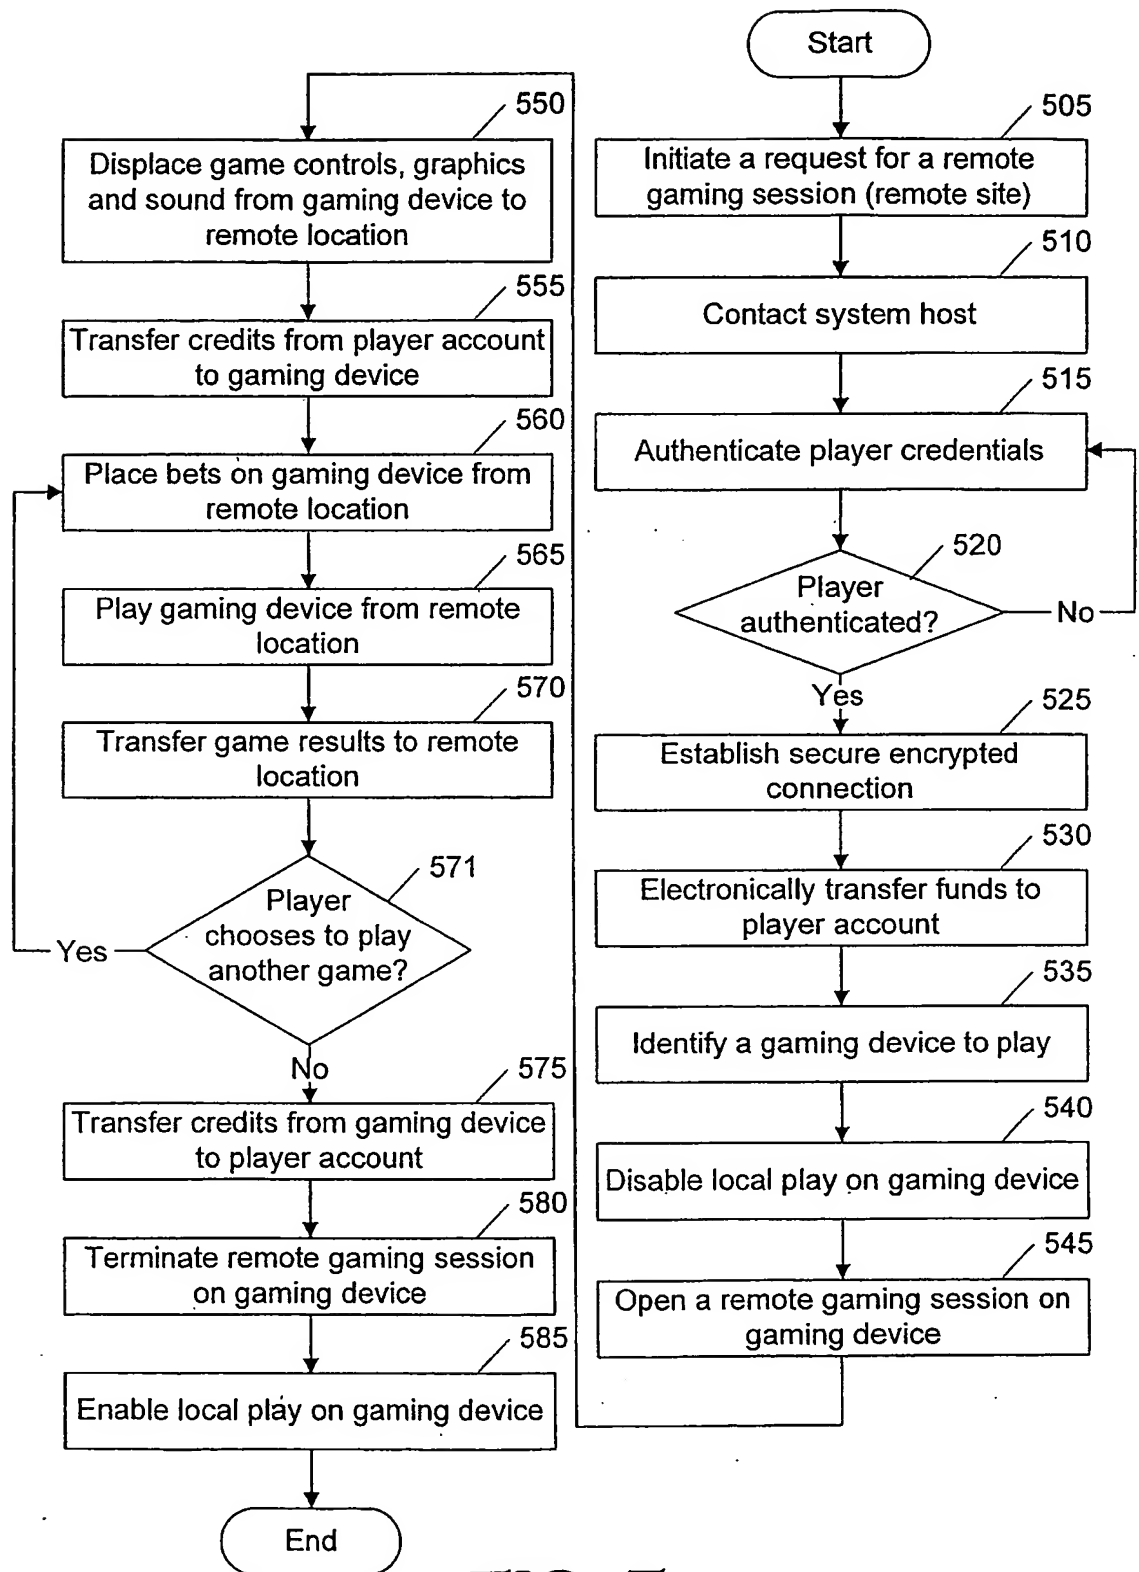 Start
505
Initiate a request for a remote
gaming session (remote site)
510
Contact system host
515
Authenticate player credentials
520
Player
authenticated?
No
Yes
525
Establish secure encrypted
connection
530
Electronically transfer funds to
player account
535
Identify a gaming device to play
540
Disable local play on gaming device
545
Open a remote gaming session on
gaming device
550
Displace game controls, graphics
and sound from gaming device to
remote location
555
Transfer credits from player account
to gaming device
560
Place bets on gaming device from
remote location
565
Play gaming device from remote
location
570
Transfer game results to remote
location
571
Player
chooses to play
another game?
Yes
No
575
Transfer credits from gaming device
to player account
580
Terminate remote gaming session
on gaming device
585
Enable local play on gaming device
End